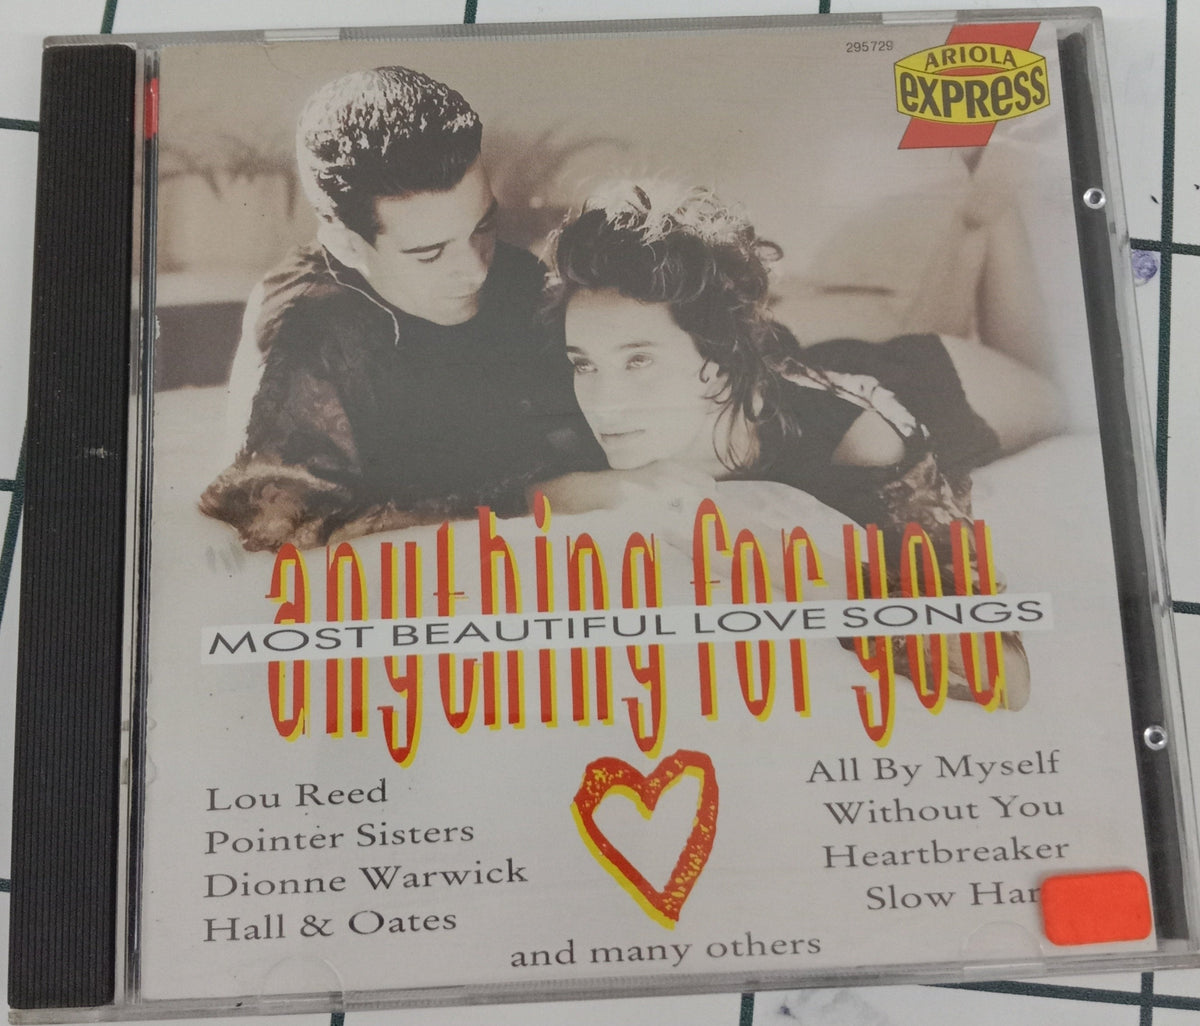 295729
ARIOLA
eXPRess
anything for you
MOST BEAUTIFUL LOVE SONGS
Lou Reed
Pointer Sisters
Dionne Warwick
Hall & Oates
All By Myself
Without You
Heartbreaker
Slow
and many others